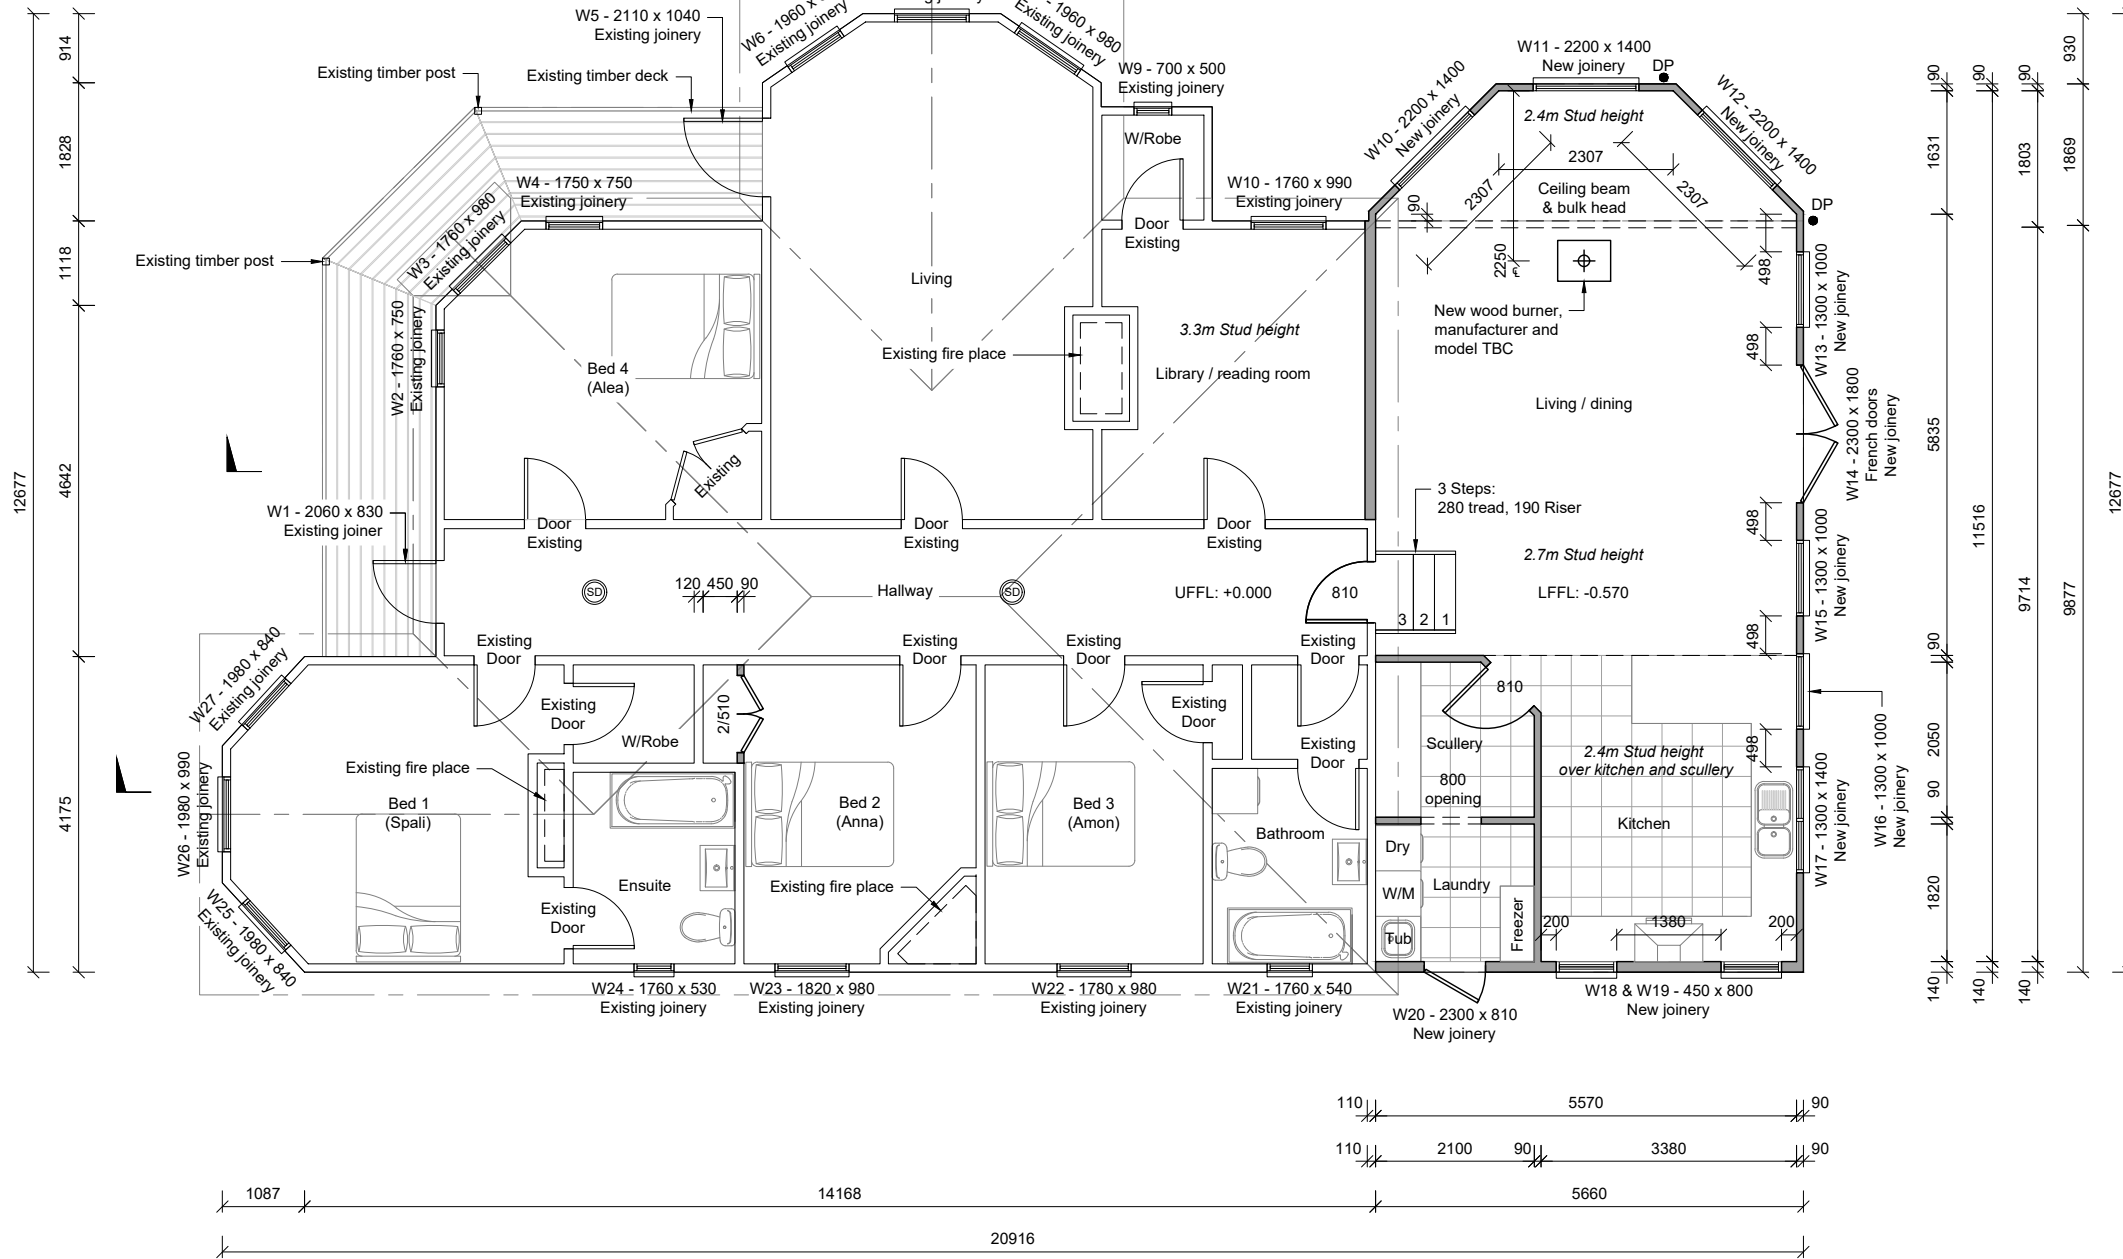 W5 - 2110 x 1040
Existing joinery
W6 - 1960 x
Existing joinery
1960 x 980
Existing joinery
W9 - 700 x 500
Existing joinery
W11 - 2200 x 1400
New joinery
DP
W10 - 2200 x 1400
New joinery
W12 - 2200 x 1400
New joinery
DP
Existing timber post
Existing timber deck
Existing timber post
W4 - 1750 x 750
Existing joinery
W3 - 1760 x 980
Existing joinery
W2 - 1760 x 750
Existing joinery
W10 - 1760 x 990
Existing joinery
W/Robe
Door
Existing
2.4m Stud height
2307
2307
2307
Ceiling beam
& bulk head
90
2250
New wood burner,
manufacturer and
model TBC
Living
3.3m Stud height
Existing fire place
Library / reading room
Bed 4
(Alea)
Existing
Living / dining
498
W13 - 1300 x 1000
New joinery
498
W14 - 2300 x 1800
French doors
New joinery
498
W15 - 1300 x 1000
New joinery
498
W1 - 2060 x 830
Existing joiner
Door
Existing
Door
Existing
Door
Existing
3 Steps:
280 tread, 190 Riser
2.7m Stud height
SD
120
450
90
Hallway
SD
UFFL: +0.000
810
LFFL: -0.570
3
2
1
Existing
Door
Existing
Door
Existing
Door
Existing
Door
W27 - 1980 x 840
Existing joinery
W26 - 1980 x 990
Existing joinery
W25 - 1980 x 840
Existing joinery
Existing
Door
W/Robe
2/510
Existing
Door
Existing
Door
Existing fire place
Bed 1
(Spali)
Bed 2
(Anna)
Bed 3
(Amon)
Bathroom
Ensuite
Existing fire place
Existing
Door
810
Scullery
800
opening
2.4m Stud height
over kitchen and scullery
498
Kitchen
Dry
W/M
Tub
Laundry
Freezer
200
1380
200
W16 - 1300 x 1000
New joinery
W17 - 1300 x 1400
New joinery
W24 - 1760 x 530
Existing joinery
W23 - 1820 x 980
Existing joinery
W22 - 1780 x 980
Existing joinery
W21 - 1760 x 540
Existing joinery
W20 - 2300 x 810
New joinery
W18 & W19 - 450 x 800
New joinery
12677
914
1828
1118
4642
4175
90
1631
5835
90
2050
90
1820
140
90
11516
140
90
1803
9714
140
930
1869
9877
12677
110
5570
90
110
2100
90
3380
90
1087
14168
5660
20916